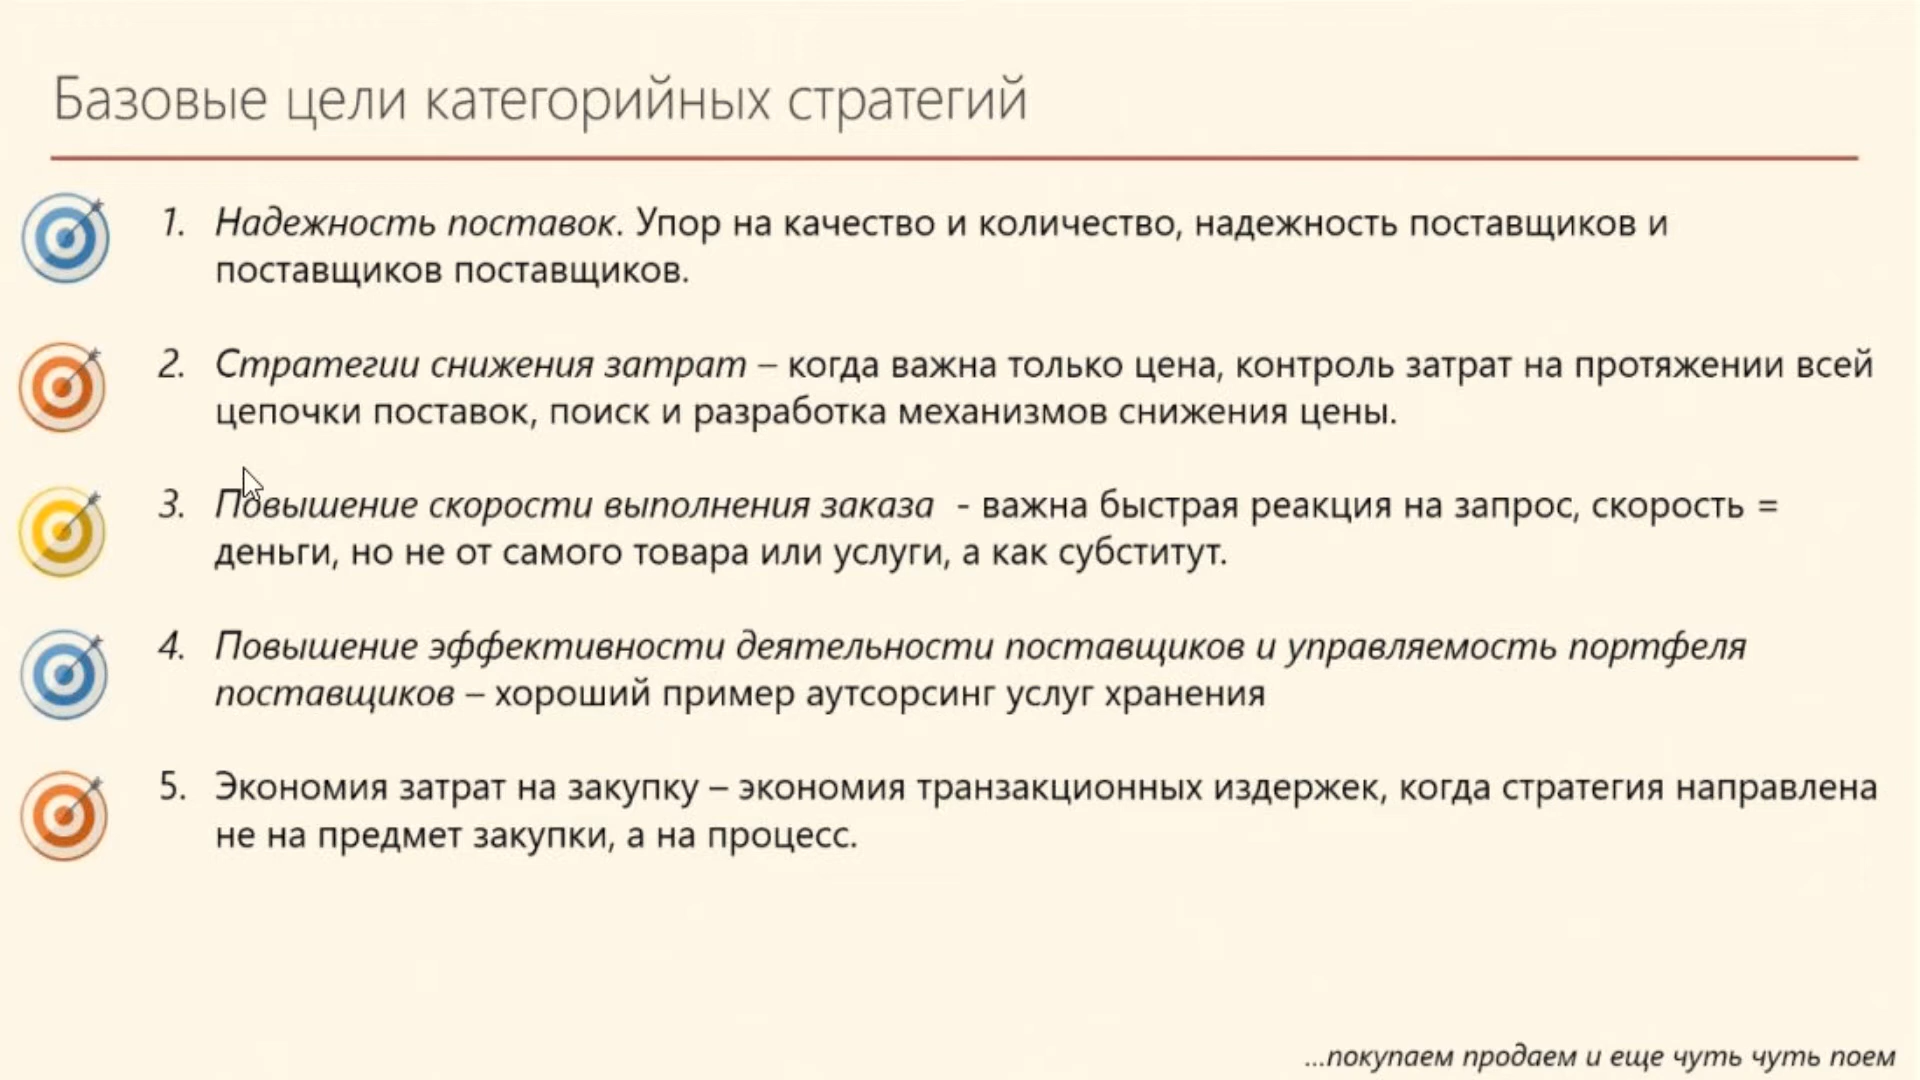 Базовые цели категорийных стратегий
1. Надежность поставок. Упор на качество и количество, надежность поставщиков и
поставщиков поставщиков.
2. Стратегии снижения затрат – когда важна только цена, контроль затрат на протяжении всей
цепочки поставок, поиск и разработка механизмов снижения цены.
3. Повышение скорости выполнения заказа - важна быстрая реакция на запрос, скорость =
деньги, но не от самого товара или услуги, а как субститут.
4. Повышение эффективности деятельности поставщиков и управляемость портфеля
поставщиков – хороший пример аутсорсинг услуг хранения
5. Экономия затрат на закупку – экономия транзакционных издержек, когда стратегия направлена
не на предмет закупки, а на процесс.
...покупаем продаем и еще чуть чуть поем